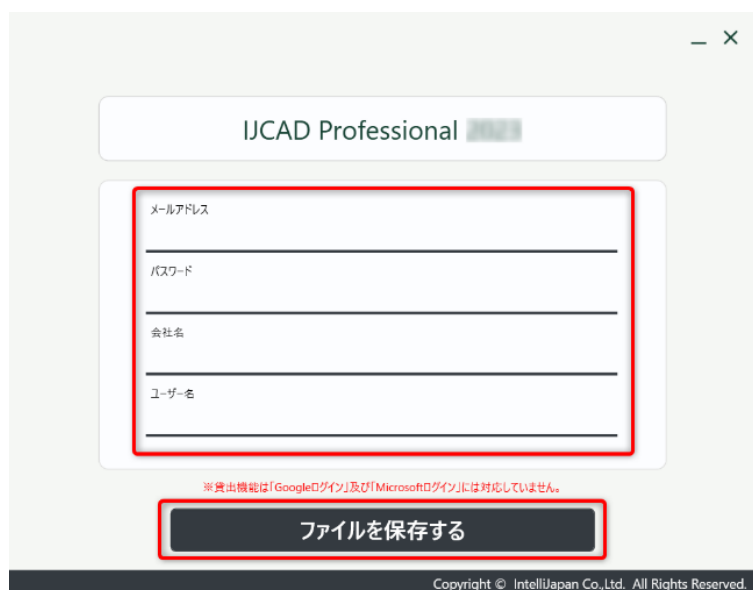 IJCAD Professional
メールアドレス
パスワード
会社名
ユーザー名
※貸出機能は「Googleログイン」及び「Microsoftログイン」には対応していません。
ファイルを保存する
Copyright © IntelliJapan Co.,Ltd. All Rights Reserved.